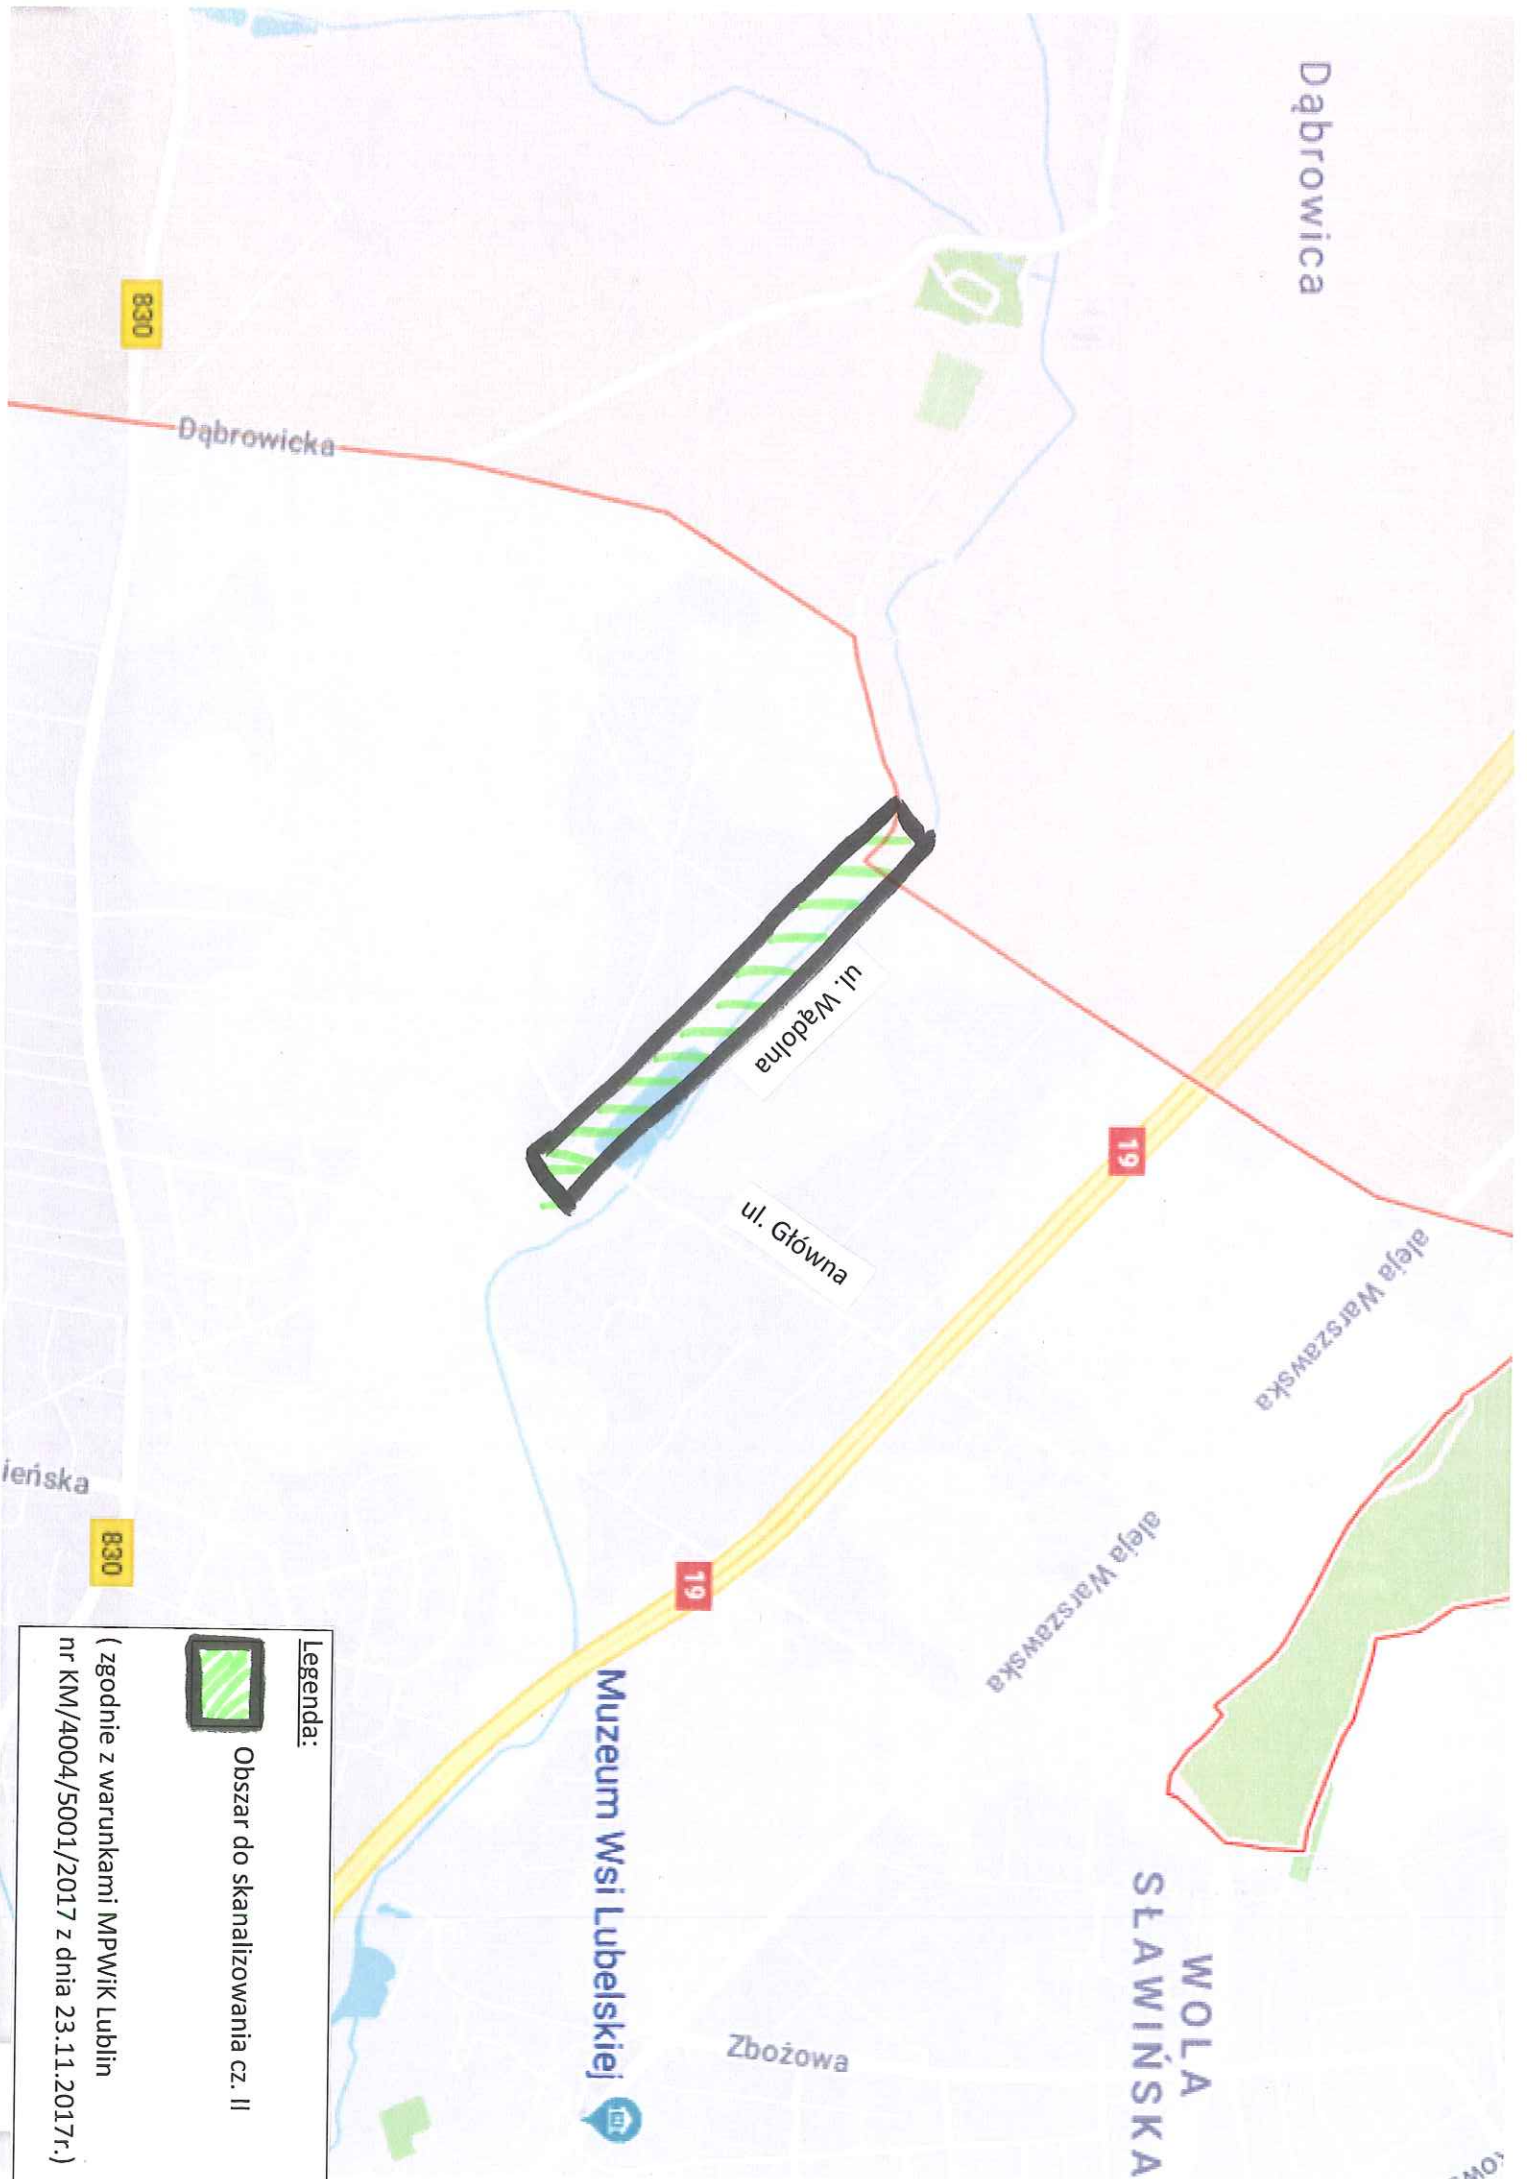 Dąbrowica
830
Dąbrowicka
ul. Wądolna
ul. Główna
19
aleja Warszawska
aleja Warszawska
19
ieńska
830
Muzeum Wsi Lubelskiej
Zbożowa
WOLA
SŁAWIŃSKA
Legenda:
Obszar do skanalizowania cz. II
( zgodnie z warunkami MPWiK Lublin
nr KM/4004/5001/2017 z dnia 23.11.2017r.)